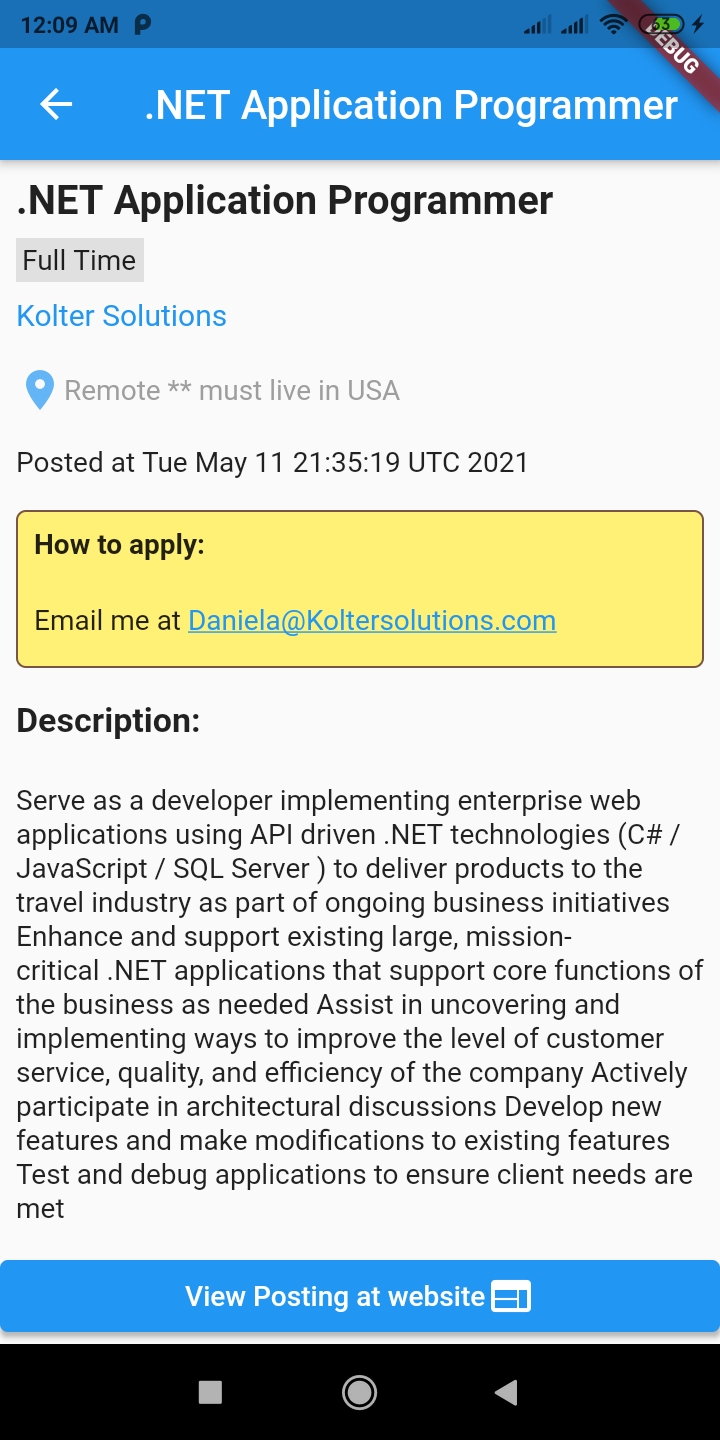 12:09 AM
63
DEBUG
.NET Application Programmer
.NET Application Programmer
Full Time
Kolter Solutions
Remote ** must live in USA
Posted at Tue May 11 21:35:19 UTC 2021
How to apply:
Email me at Daniela@Koltersolutions.com
Description:
Serve as a developer implementing enterprise web
applications using API driven .NET technologies (C# /
JavaScript / SQL Server ) to deliver products to the
travel industry as part of ongoing business initiatives
Enhance and support existing large, mission-
critical .NET applications that support core functions of
the business as needed Assist in uncovering and
implementing ways to improve the level of customer
service, quality, and efficiency of the company Actively
participate in architectural discussions Develop new
features and make modifications to existing features
Test and debug applications to ensure client needs are
met
View Posting at website